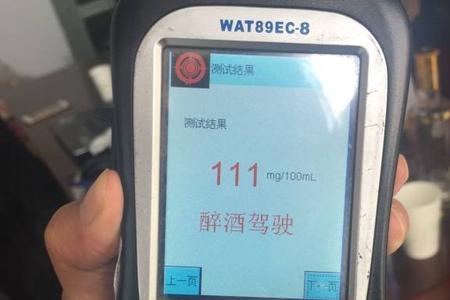 WAT89EC-8
测试结果
测试结果
111 mg/100mL
醉酒驾驶
上一页 下一页